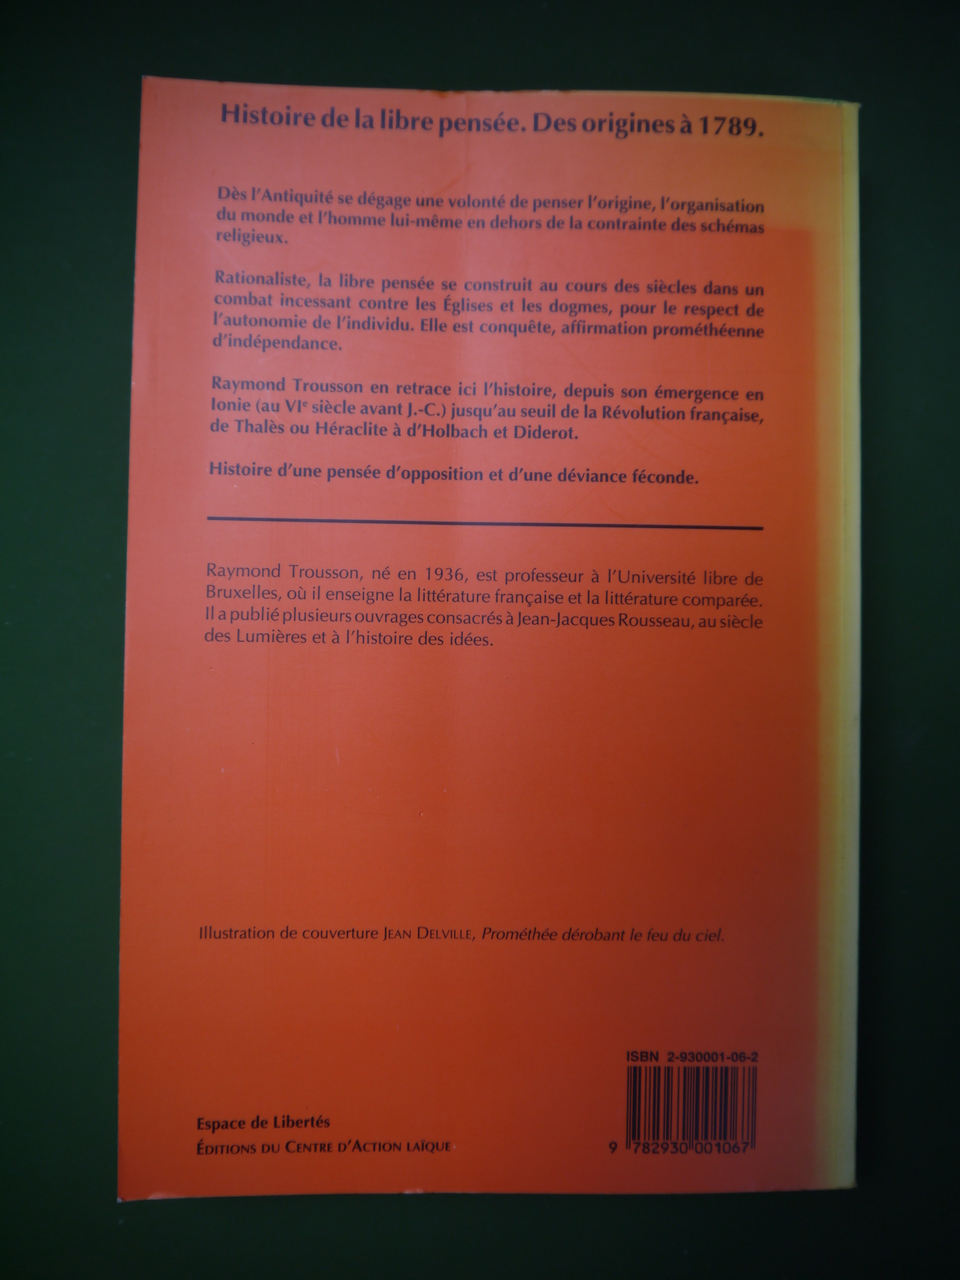 Histoire de la libre pensée. Des origines à 1789.
Dès l'Antiquité se dégage une volonté de penser l'origine, l'organisation
du monde et l'homme lui-même en dehors de la contrainte des schémas
religieux.
Rationaliste, la libre pensée se construit au cours des siècles dans un
combat incessant contre les Églises et les dogmes, pour le respect de
l'autonomie de l'individu. Elle est conquête, affirmation prométhéenne
d'indépendance.
Raymond Trousson en retrace ici l'histoire, depuis son émergence en
Ionie (au VIe siècle avant J.-C.) jusqu'au seuil de la Révolution française,
de Thalès ou Héraclite à d'Holbach et Diderot.
Histoire d'une pensée d'opposition et d'une déviance féconde.
Raymond Trousson, né en 1936, est professeur à l'Université libre de
Bruxelles, où il enseigne la littérature française et la littérature comparée.
Il a publié plusieurs ouvrages consacrés à Jean-Jacques Rousseau, au siècle
des Lumières et à l'histoire des idées.
Illustration de couverture JEAN DELVILLE, Prométhée dérobant le feu du ciel.
ISBN 2-930001-06-2
9 782930 001067
Espace de Libertés
ÉDITIONS DU CENTRE D'ACTION LAÏQUE